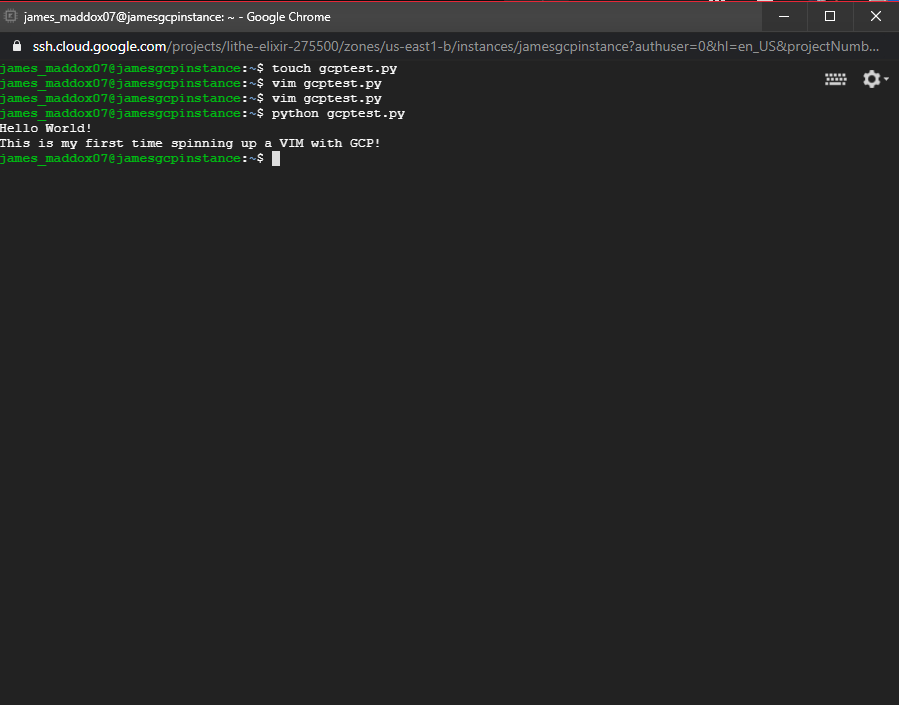 james_maddox07@jamesgcpinstance: ~ - Google Chrome
ssh.cloud.google.com/projects/lithe-elixir-275500/zones/us-east1-b/instances/jamesgcpinstance?authuser=0&hl=en_US&projectNumb...
james_maddox07@jamesgcpinstance:~$ touch gcptest.py
james_maddox07@jamesgcpinstance:~$ vim gcptest.py
james_maddox07@jamesgcpinstance:~$ vim gcptest.py
james_maddox07@jamesgcpinstance:~$ python gcptest.py
Hello World!
This is my first time spinning up a VIM with GCP!
james_maddox07@jamesgcpinstance:~$